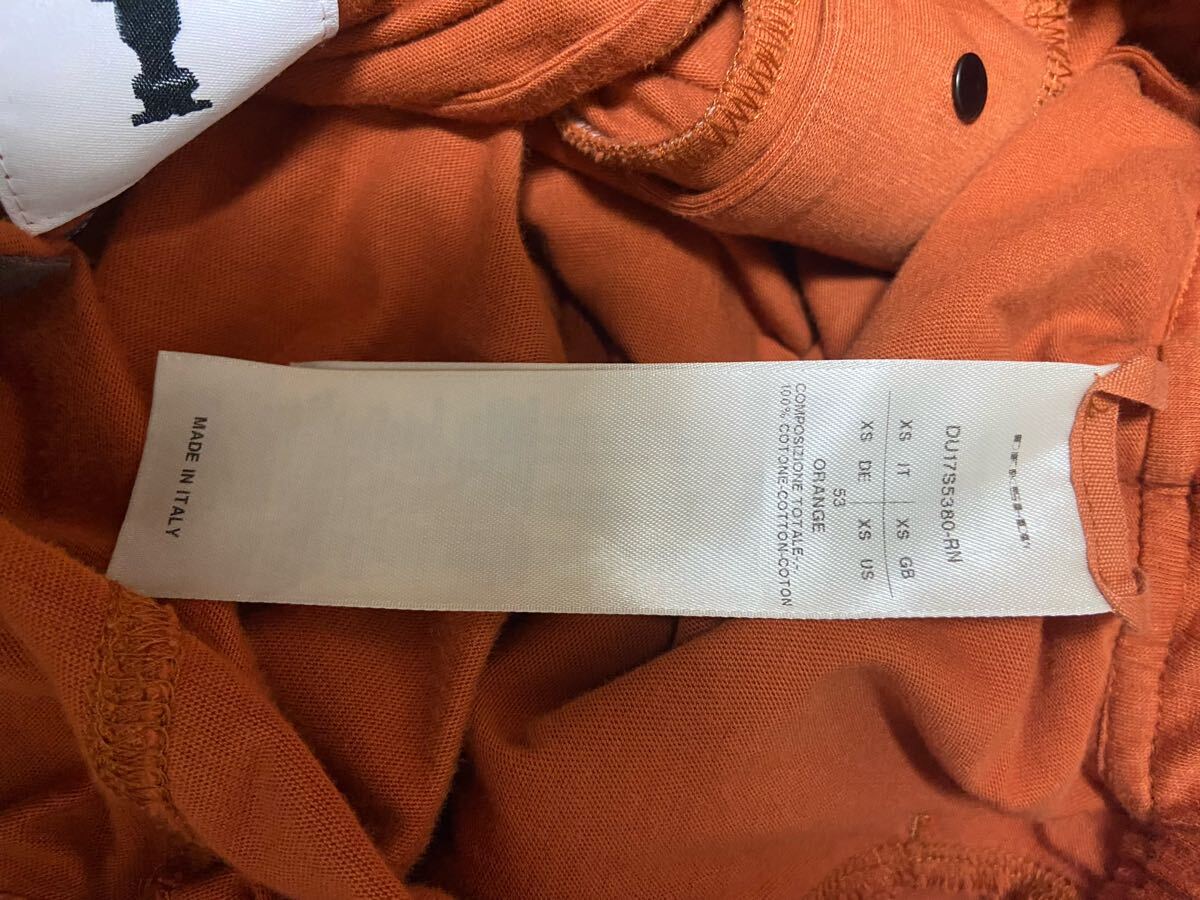 DU17S5380-RN
XS IT XS GB
XS DE XS US
53
ORANGE
COMPOSIZIONE TOTALE-:-
100% COTONE-COTTON-COTON
MADE IN ITALY